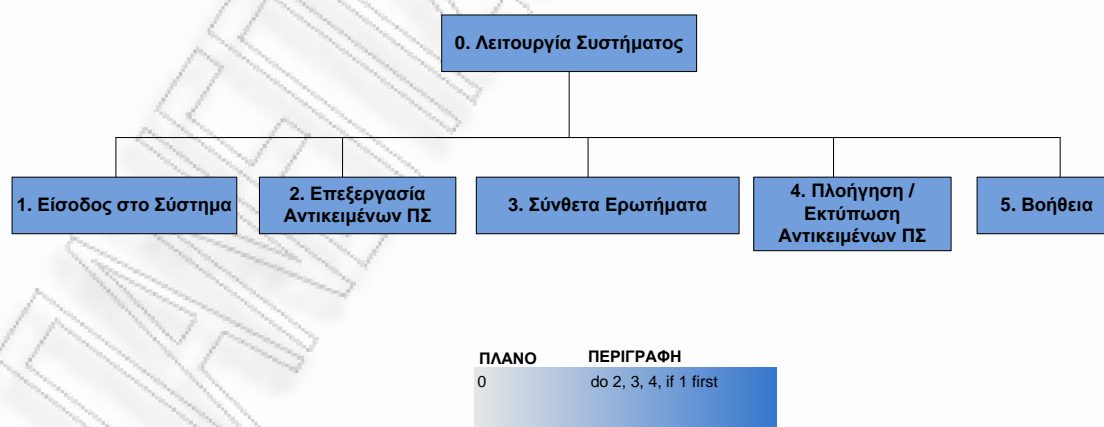 0. Λειτουργία Συστήματος
1. Είσοδος στο Σύστημα
2. Επεξεργασία
Αντικειμένων ΠΣ
3. Σύνθετα Ερωτήματα
4. Πλοήγηση /
Εκτύπωση
Αντικειμένων ΠΣ
5. Βοήθεια
ΠΛΑΝΟ ΠΕΡΙΓΡΑΦΗ
0 do 2, 3, 4, if 1 first